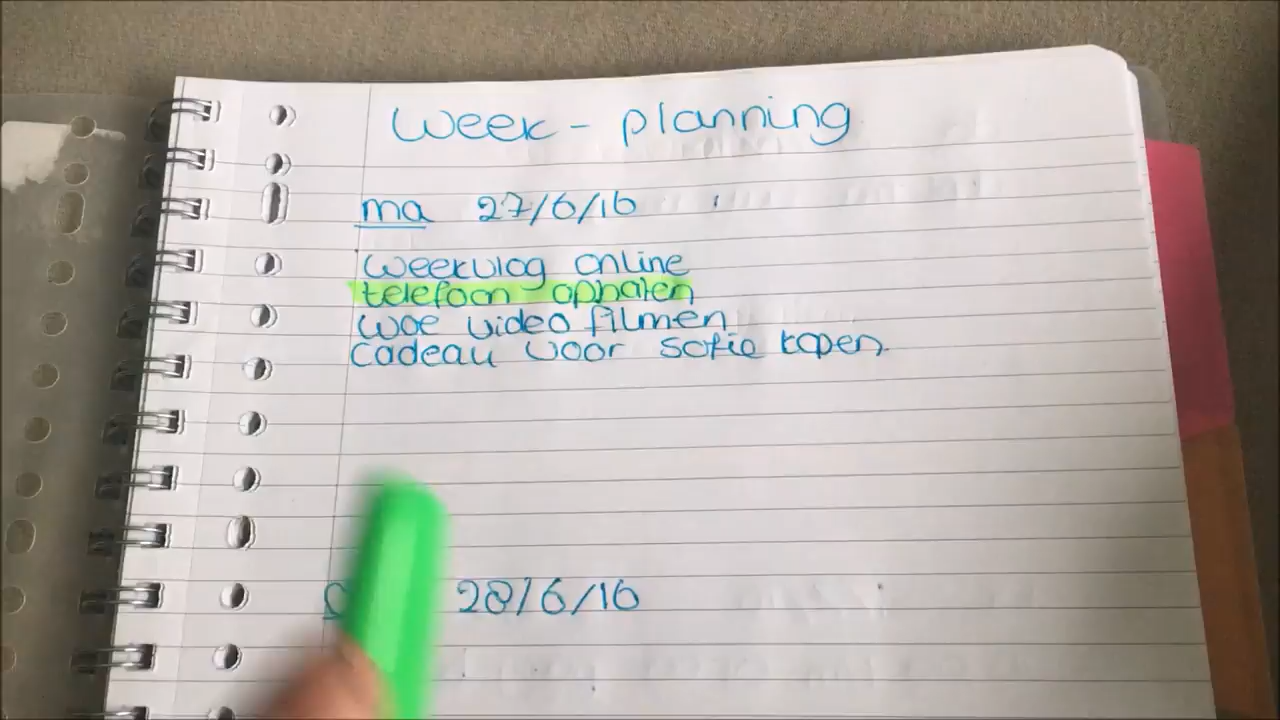 week - planning
ma 27/6/16
weekvlog online
telefoon ophalen
woe video filmen
cadeau voor sofie kopen.
28/6/16